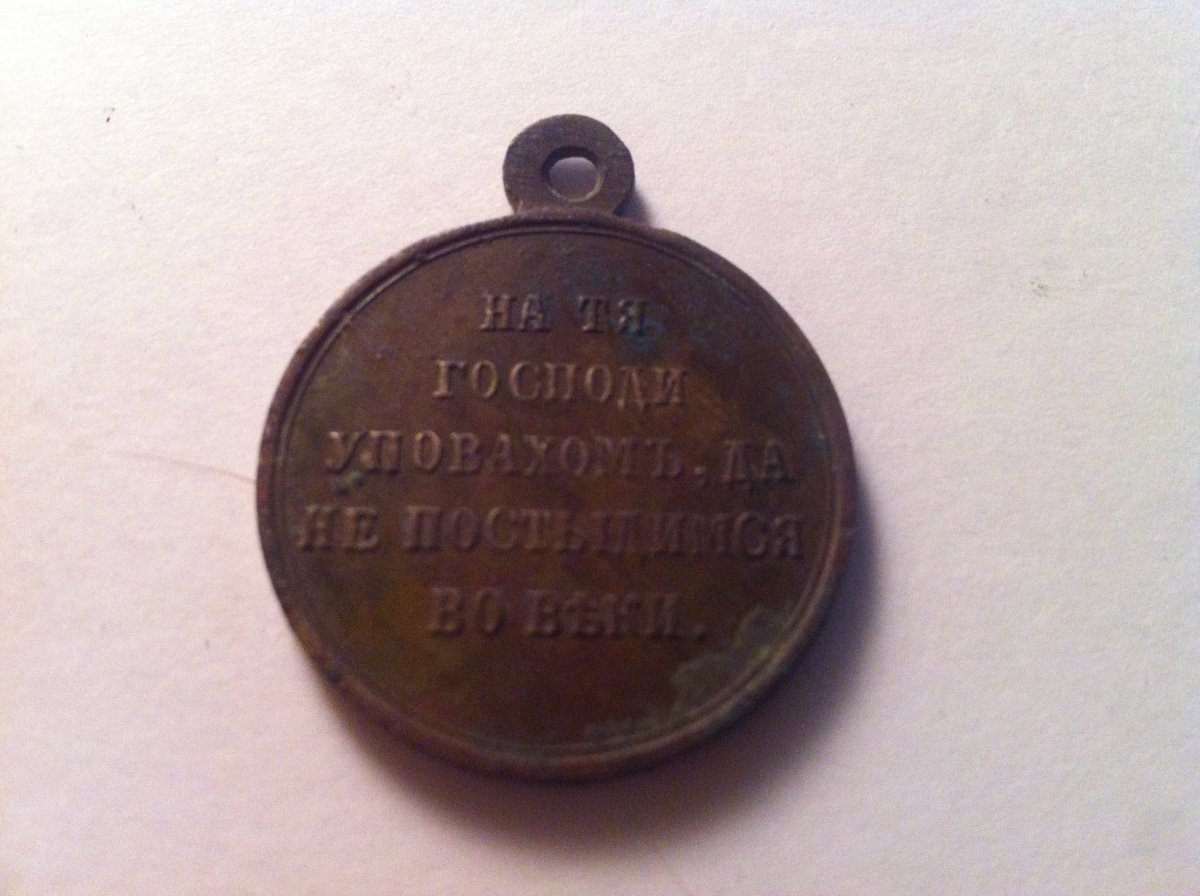 НА ТЯ
ГОСПОДИ
УПОВАХОМЪ, ДА
НЕ ПОСТЫДИМСЯ
ВО ВѢКИ.